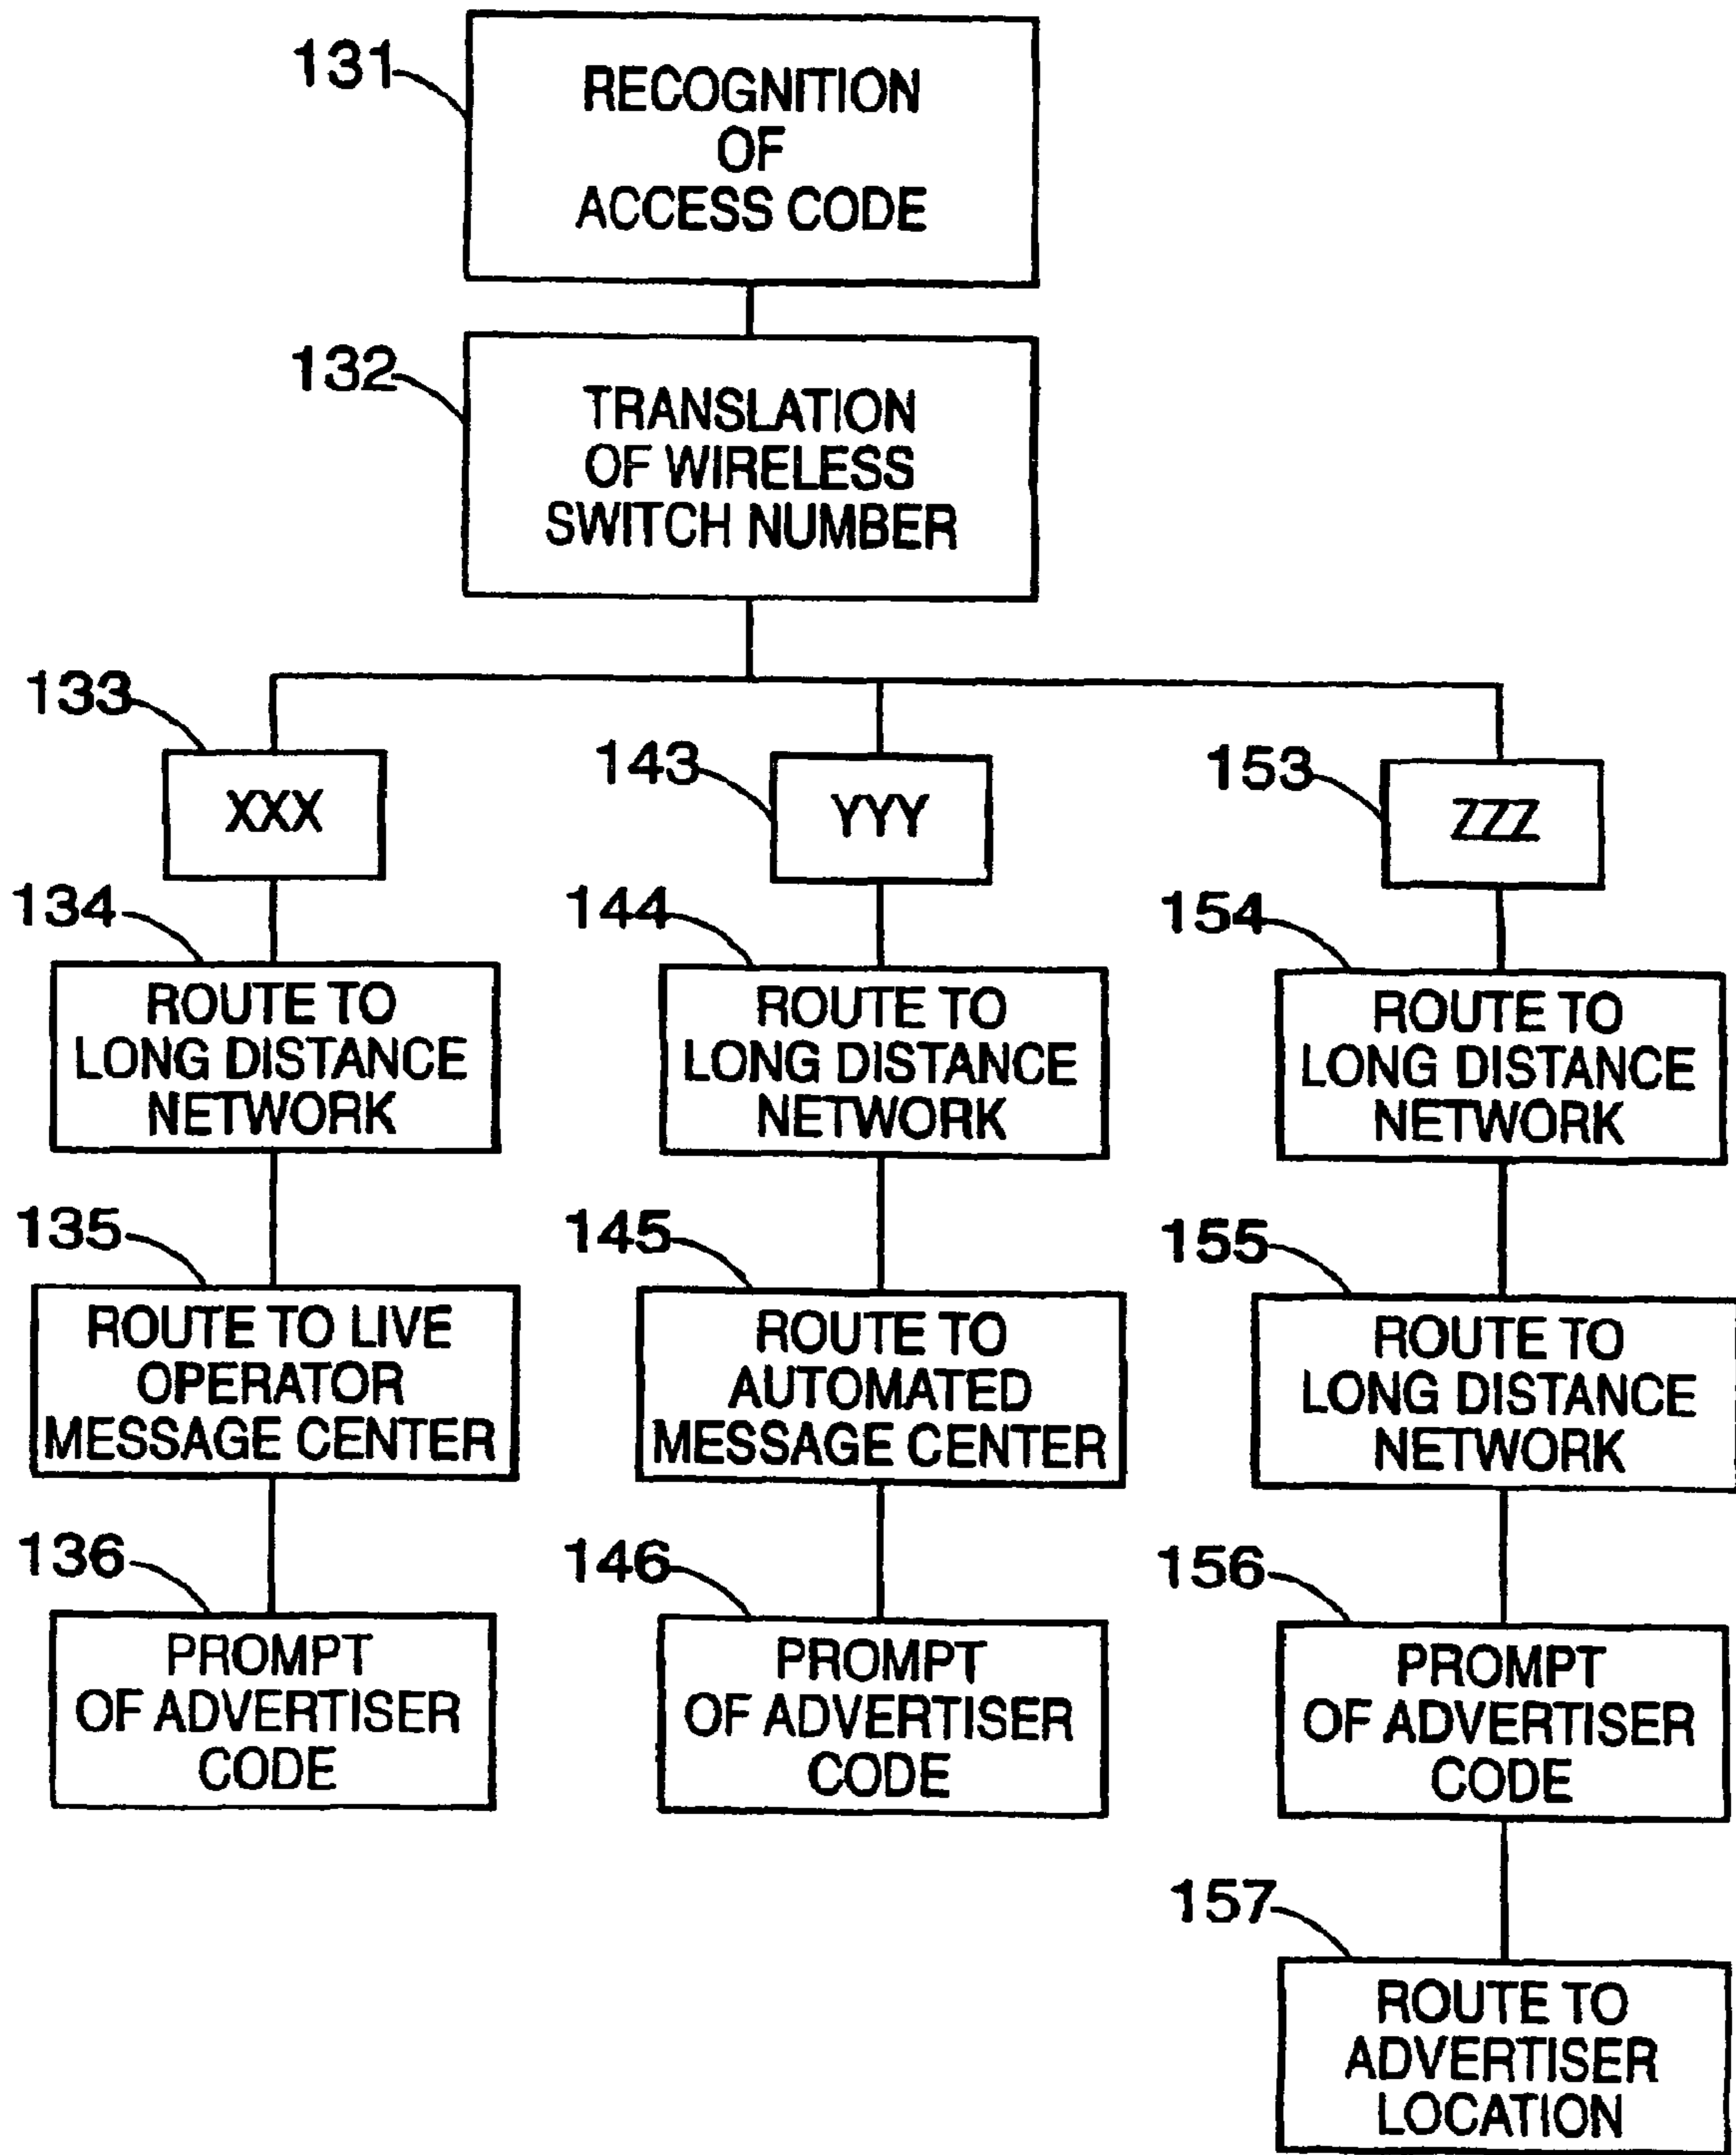 131
RECOGNITION
OF
ACCESS CODE
132
TRANSLATION
OF WIRELESS
SWITCH NUMBER
133
XXX
143
YYY
153
ZZZ
134
ROUTE TO
LONG DISTANCE
NETWORK
144
ROUTE TO
LONG DISTANCE
NETWORK
154
ROUTE TO
LONG DISTANCE
NETWORK
135
ROUTE TO LIVE
OPERATOR
MESSAGE CENTER
145
ROUTE TO
AUTOMATED
MESSAGE CENTER
155
ROUTE TO
LONG DISTANCE
NETWORK
136
PROMPT
OF ADVERTISER
CODE
146
PROMPT
OF ADVERTISER
CODE
156
PROMPT
OF ADVERTISER
CODE
157
ROUTE TO
ADVERTISER
LOCATION